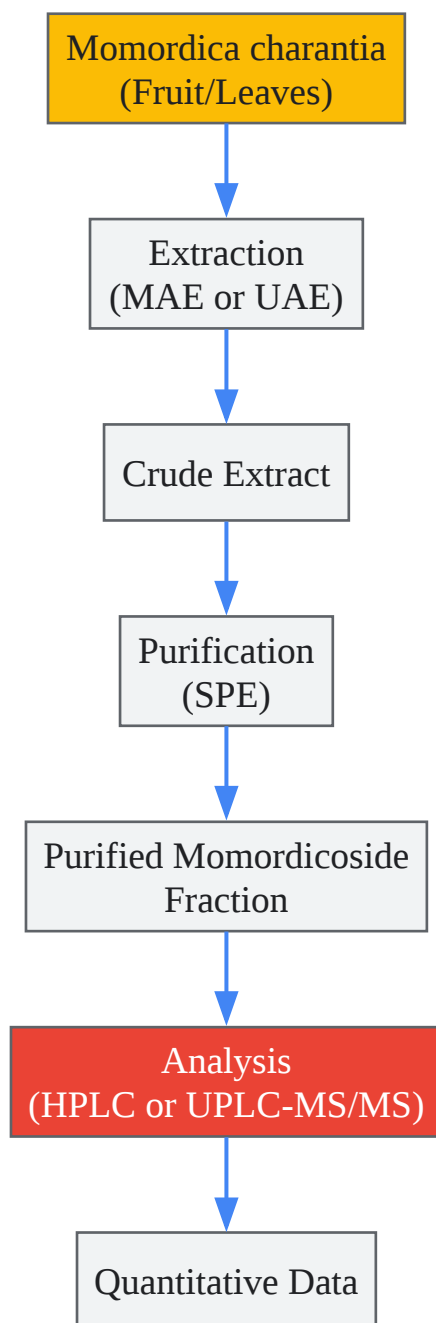 Momordica charantia
(Fruit/Leaves)
Extraction
(MAE or UAE)
Crude Extract
Purification
(SPE)
Purified Momordicoside
Fraction
Analysis
(HPLC or UPLC-MS/MS)
Quantitative Data